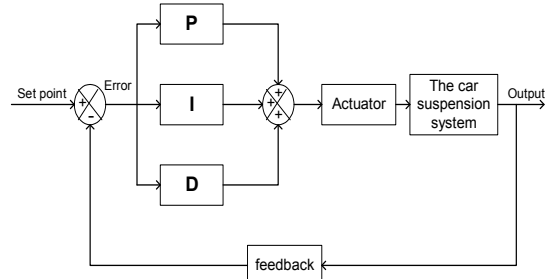 P
Set point
+
-
Error
I
+
+
+
Actuator
The car
suspension
system
Output
D
feedback